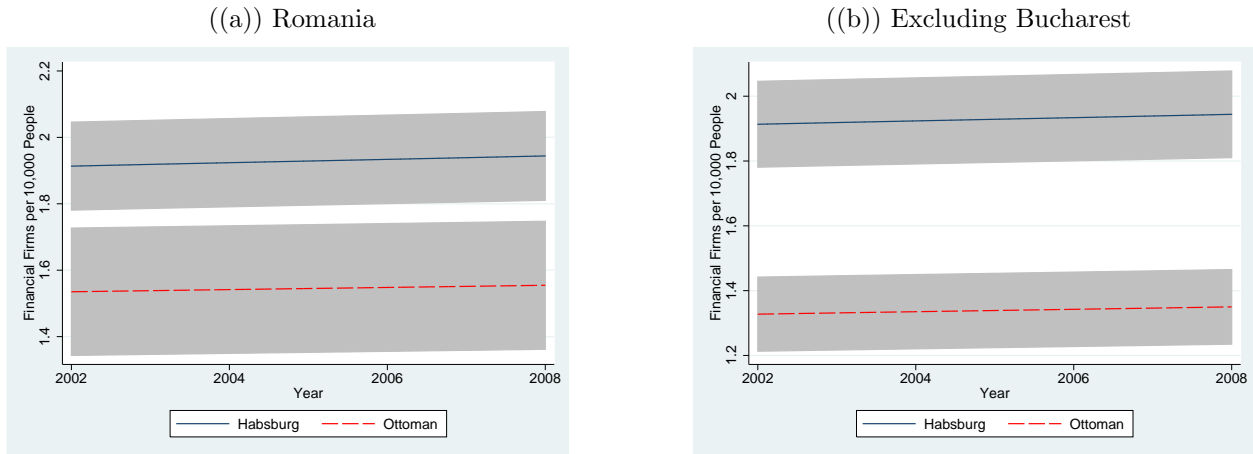 ((a)) Romania
Financial Firms per 10,000 People
2.2
2
1.8
1.6
1.4
2002 2004 2006 2008
Year
Habsburg Ottoman
((b)) Excluding Bucharest
Financial Firms per 10,000 People
2
1.8
1.6
1.4
1.2
2002 2004 2006 2008
Year
Habsburg Ottoman